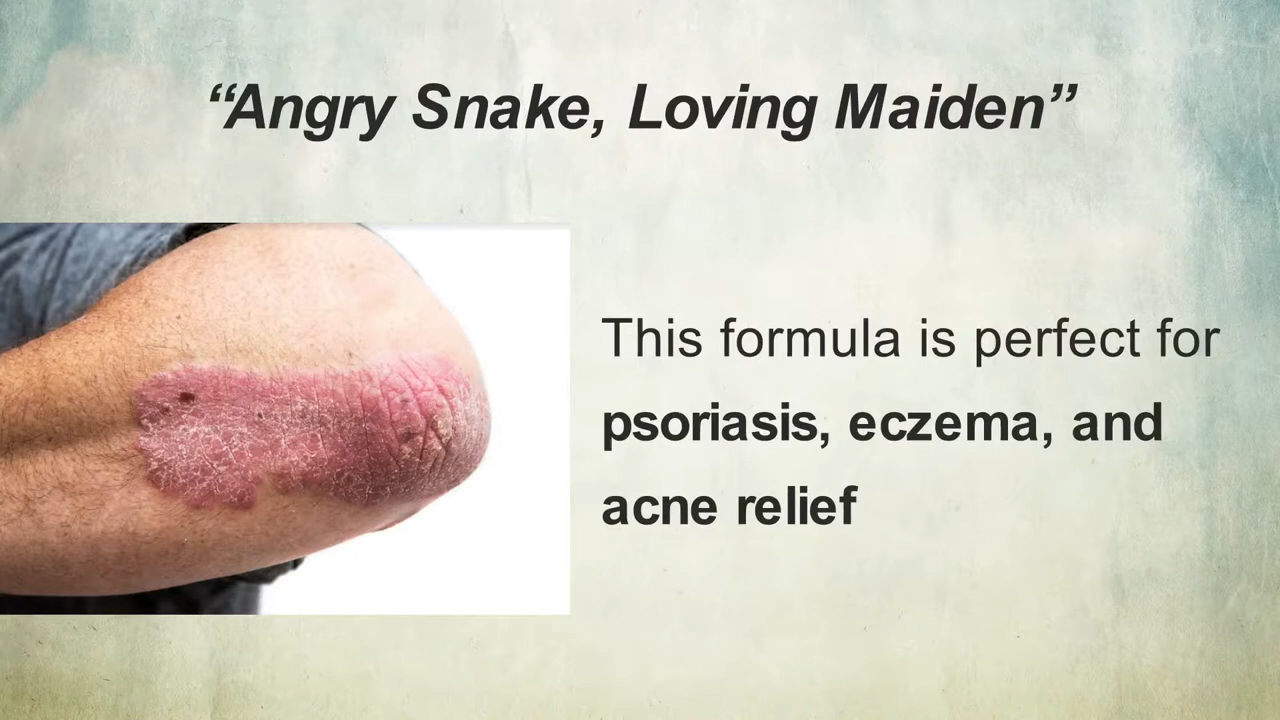 “Angry Snake, Loving Maiden”
This formula is perfect for
psoriasis, eczema, and
acne relief